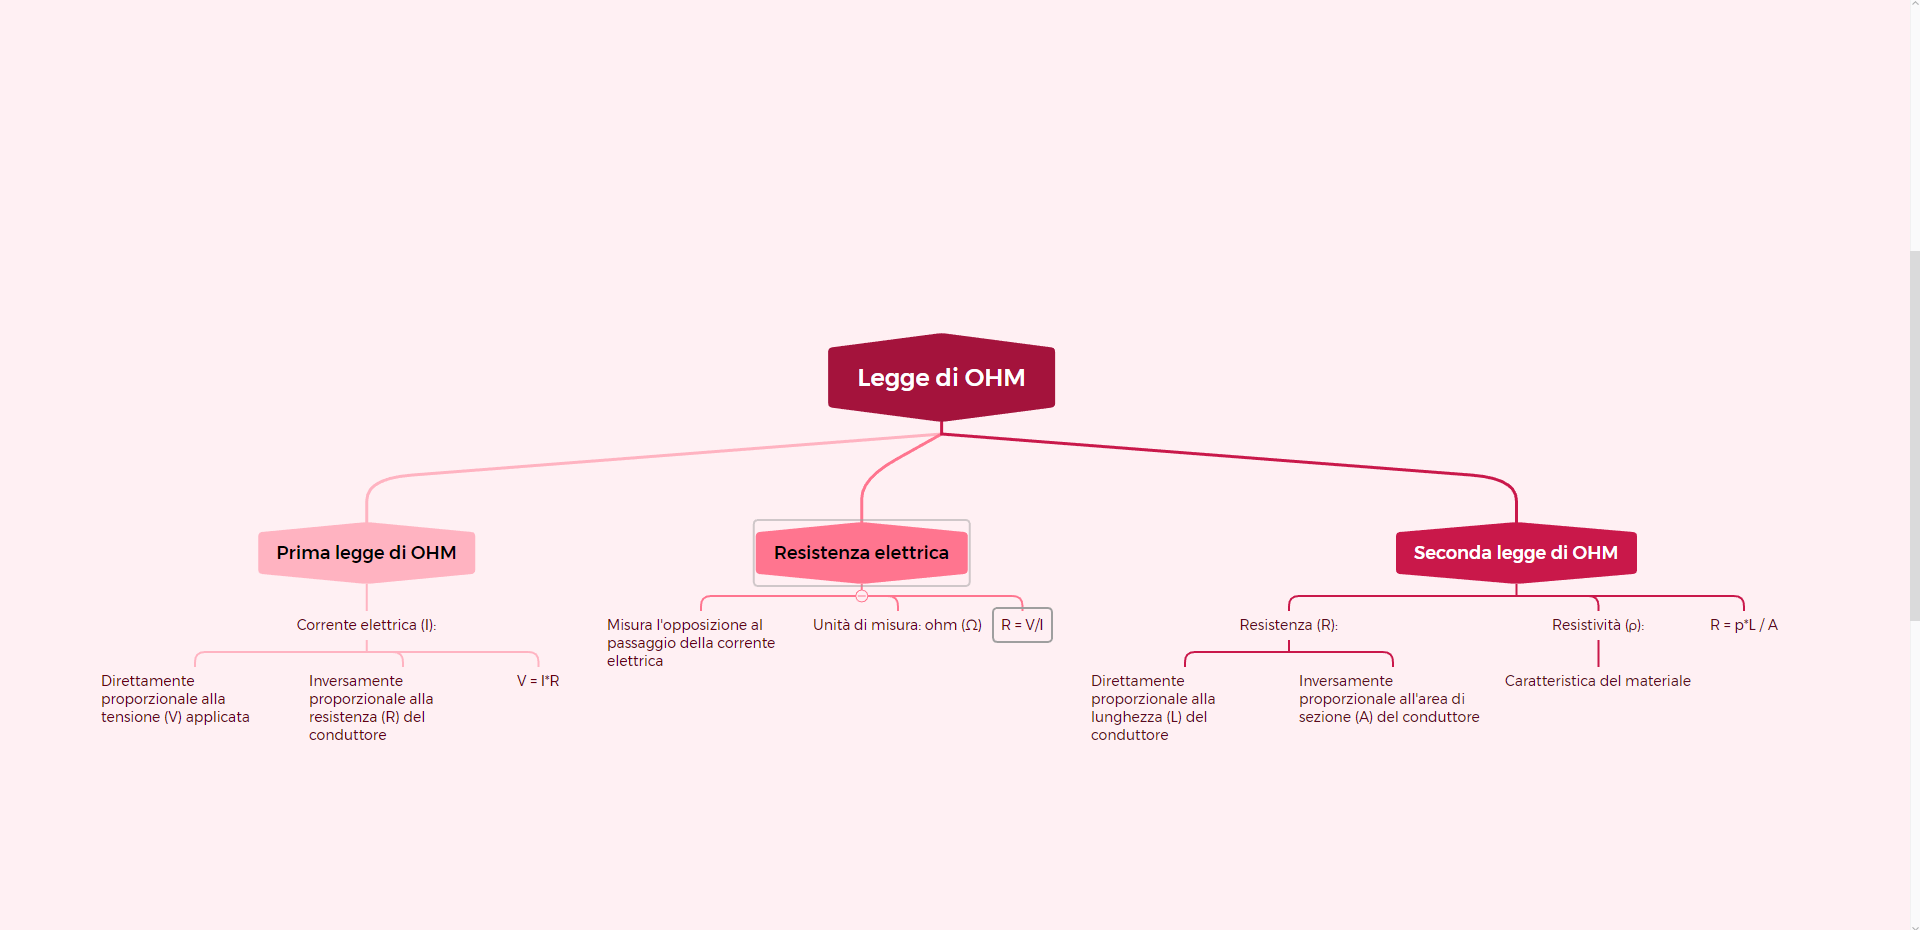 Legge di OHM
Prima legge di OHM
Resistenza elettrica
Seconda legge di OHM
Corrente elettrica (I):
Direttamente
proporzionale alla
tensione (V) applicata
Inversamente
proporzionale alla
resistenza (R) del
conduttore
V = I*R
Misura l'opposizione al
passaggio della corrente
elettrica
Unità di misura: ohm (Ω)
R = V/I
Resistenza (R):
Direttamente
proporzionale alla
lunghezza (L) del
conduttore
Inversamente
proporzionale all'area di
sezione (A) del conduttore
Resistività (ρ):
Caratteristica del materiale
R = p*L / A